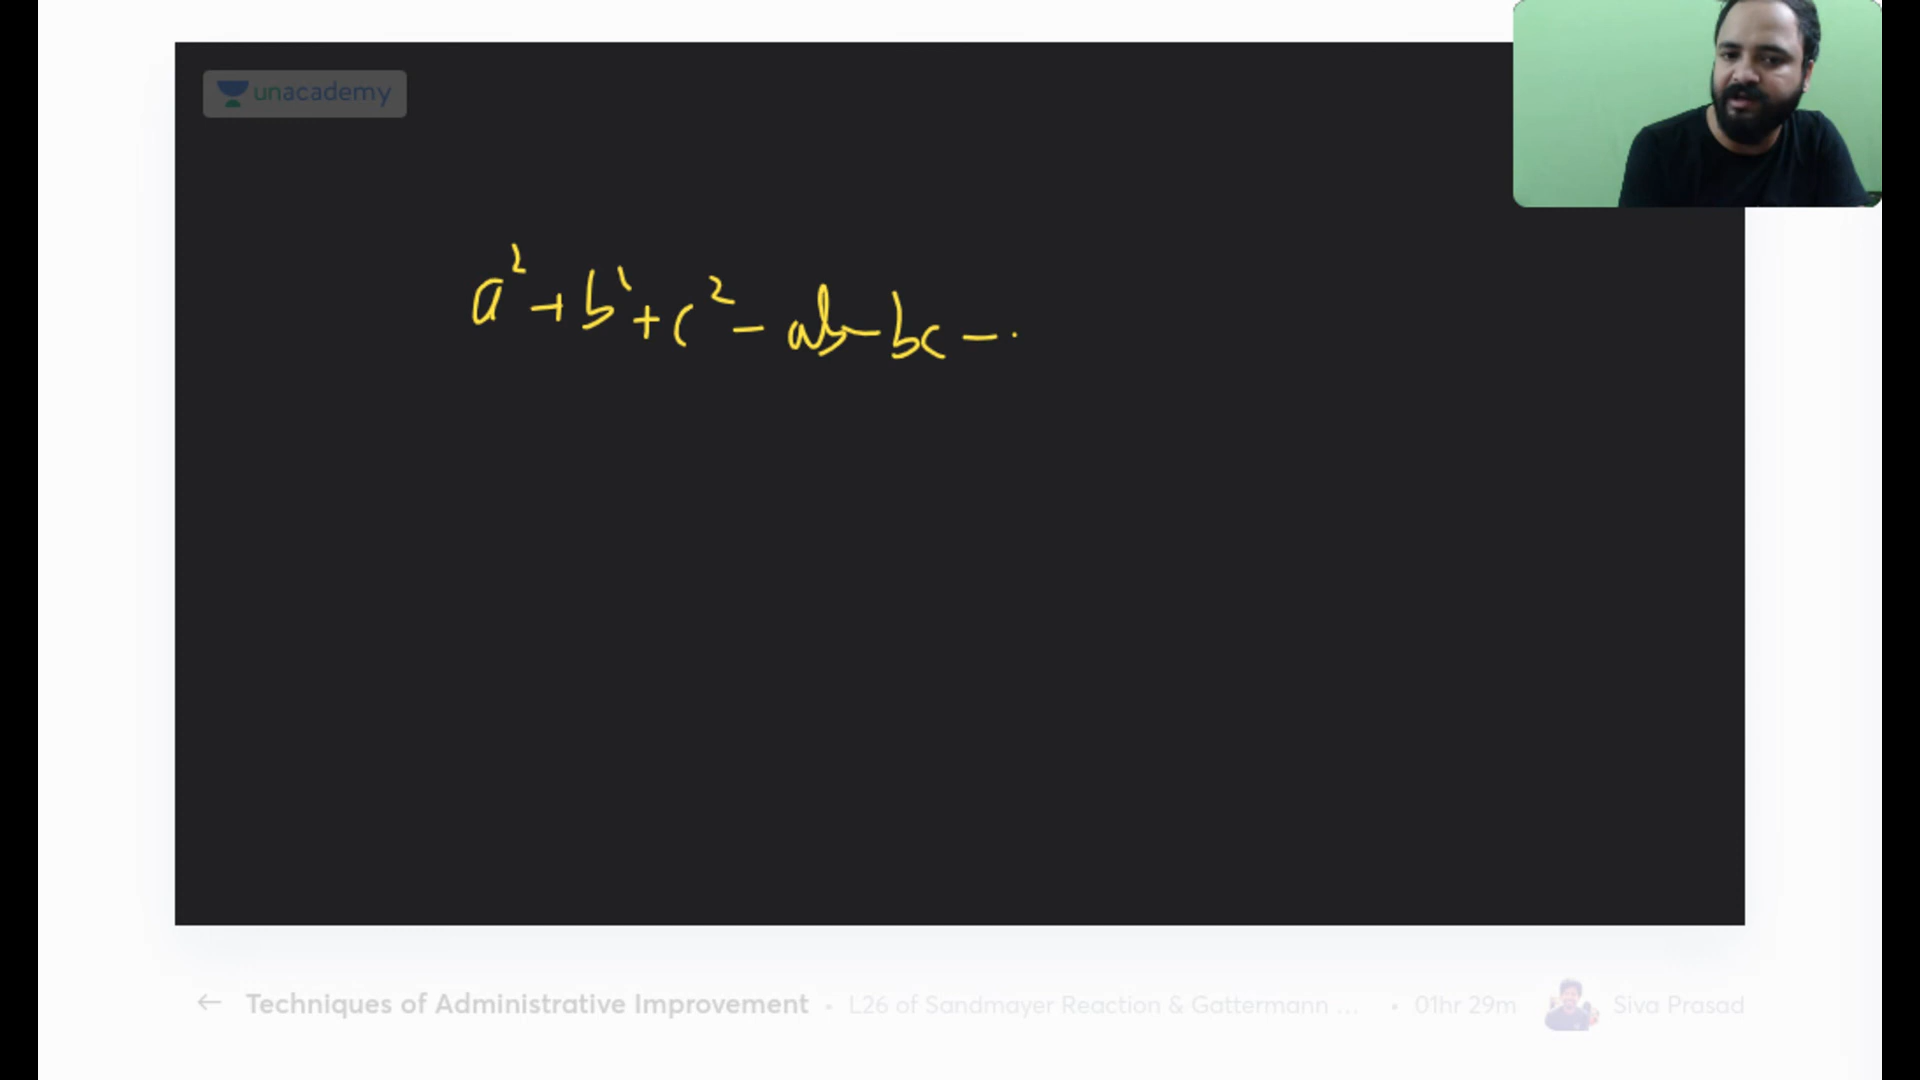 unacademy
a² + b² + c² - ab - bc - .
← Techniques of Administrative Improvement • L26 of Sandmayer Reaction & Gattermann ... • 01hr 29m Siva Prasad